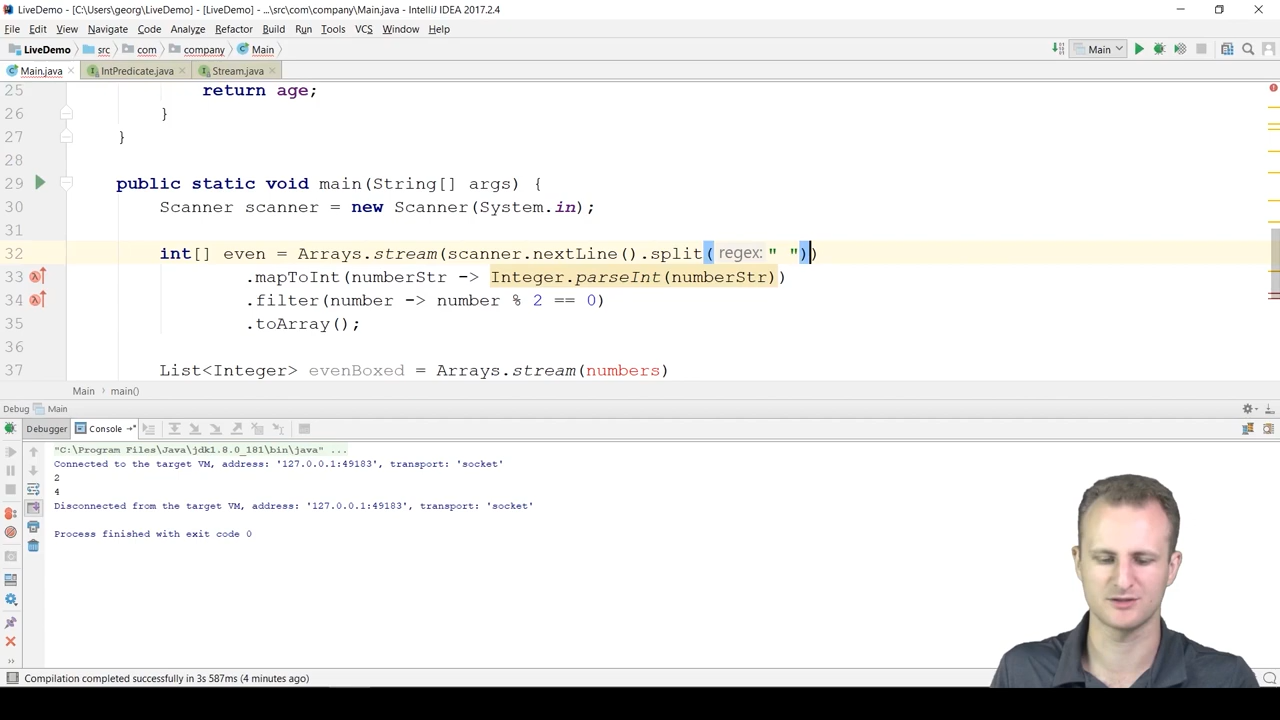 LiveDemo - [C:\Users\georg\LiveDemo] - [LiveDemo] - ...\src\com\company\Main.java - IntelliJ IDEA 2017.2.4
File Edit View Navigate Code Analyze Refactor Build Run Tools VCS Window Help
LiveDemo src com company Main Main
Main.java IntPredicate.java Stream.java
25 return age;
26 }
27 }
28
29 public static void main(String[] args) {
30 Scanner scanner = new Scanner(System.in);
31
32 int[] even = Arrays.stream(scanner.nextLine().split( regex: " "))
33 .mapToInt(numberStr -> Integer.parseInt(numberStr))
34 .filter(number -> number % 2 == 0)
35 .toArray();
36
37 List<Integer> evenBoxed = Arrays.stream(numbers)
Main main()
Debug Main
Debugger Console
"C:\Program Files\Java\jdk1.8.0_181\bin\java" ...
Connected to the target VM, address: '127.0.0.1:49183', transport: 'socket'
2
4
Disconnected from the target VM, address: '127.0.0.1:49183', transport: 'socket'
Process finished with exit code 0
Compilation completed successfully in 3s 587ms (4 minutes ago)